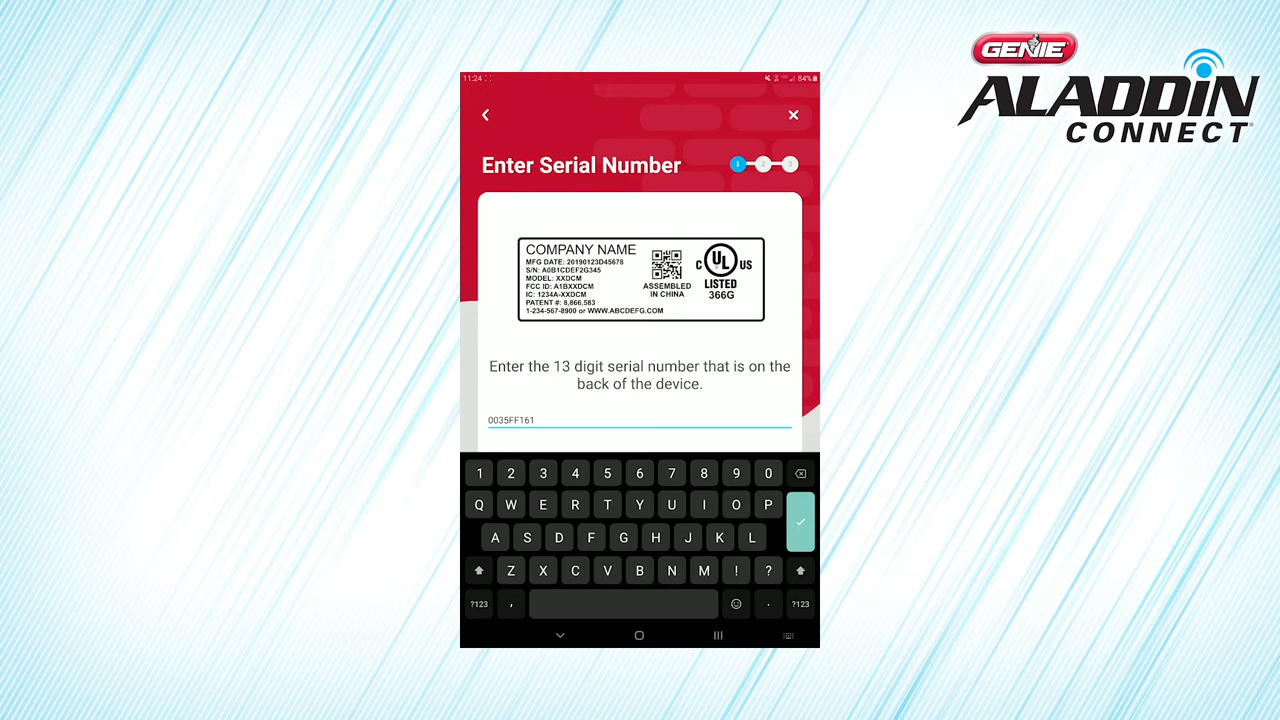 GENIE
ALADDIN
CONNECT
11:24
84%
Enter Serial Number
1 2 3
COMPANY NAME
MFG DATE: 20190123D45678
S/N: A0B1CDEF2G345
MODEL: XXDCM
FCC ID: A1BXXDCM
IC: 1234A-XXDCM
PATENT #: 8,866,583
1-234-567-8900 or WWW.ABCDEFG.COM
ASSEMBLED
IN CHINA
C UL US
LISTED
366G
Enter the 13 digit serial number that is on the
back of the device.
0035FF161
1 2 3 4 5 6 7 8 9 0
Q W E R T Y U I O P
A S D F G H J K L
Z X C V B N M ! ?
?123 , . ?123